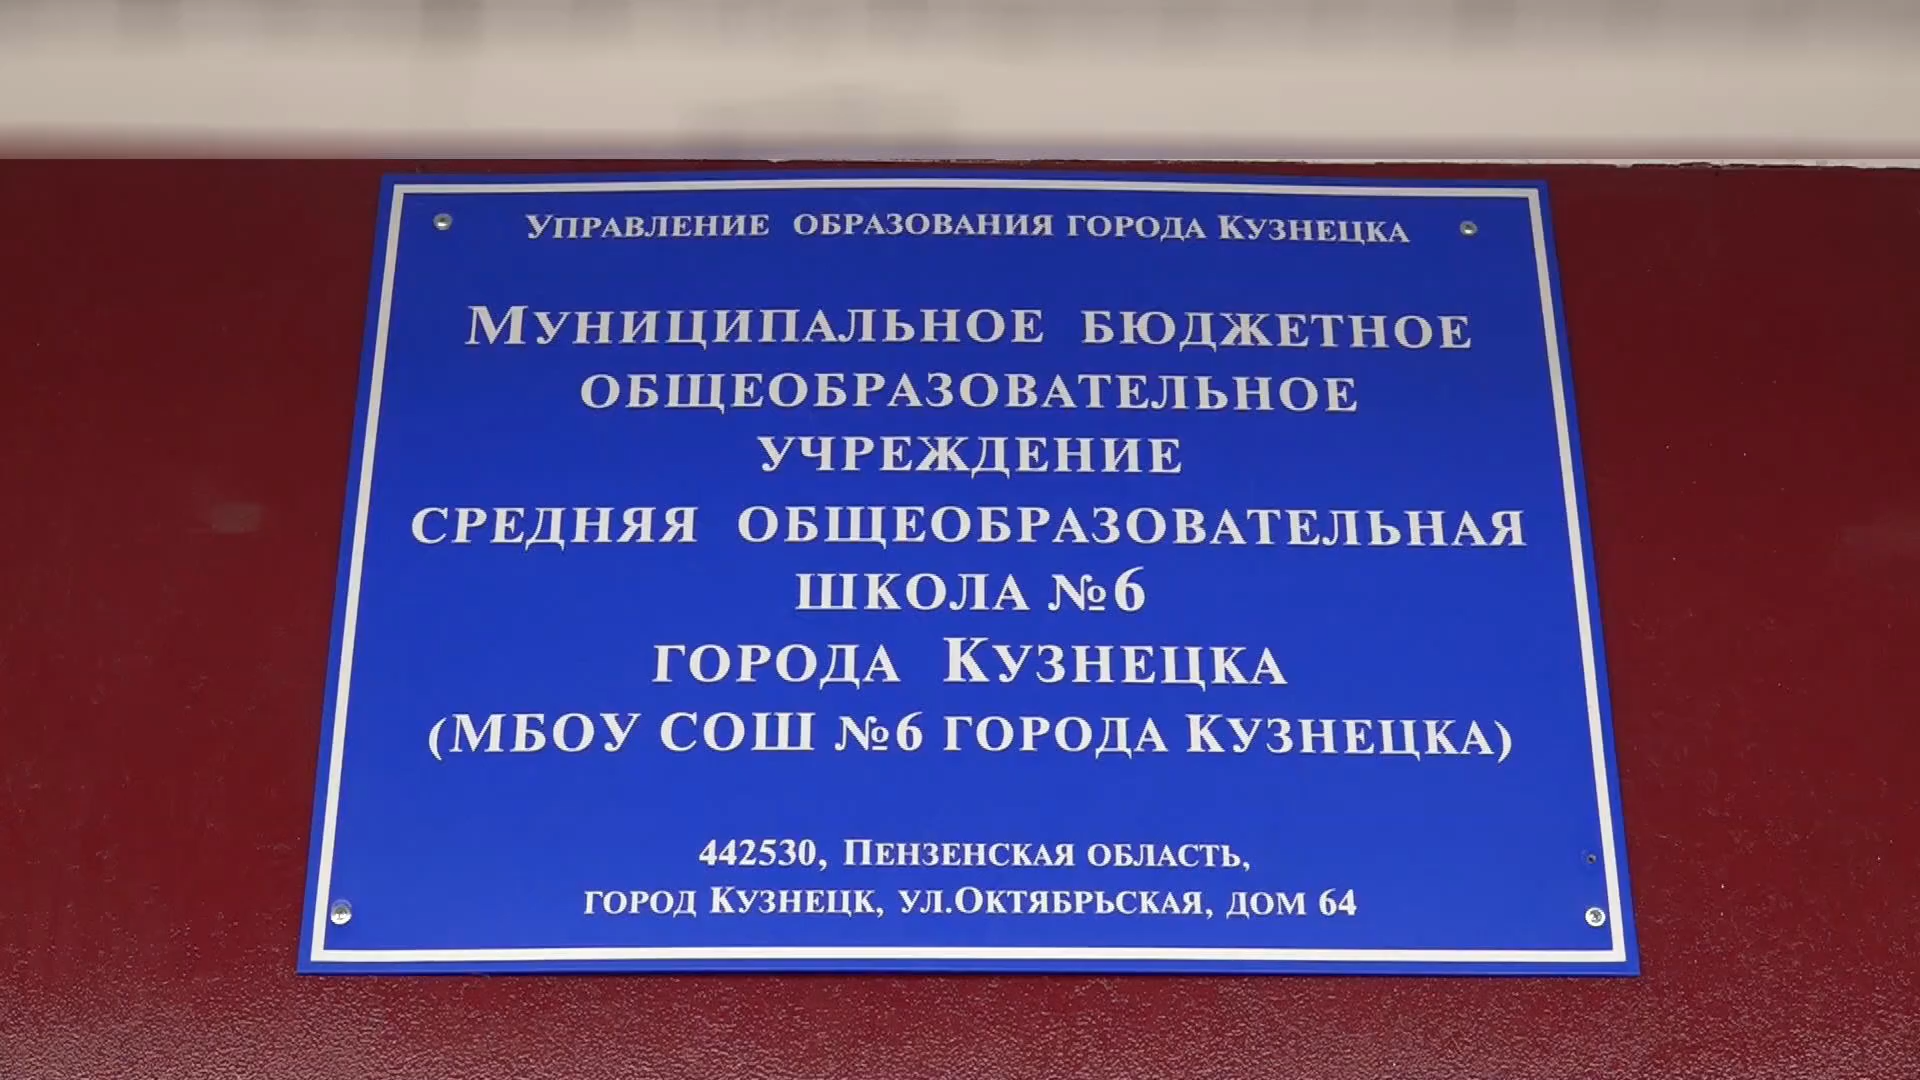 Управление образования города Кузнецка
Муниципальное бюджетное
общеобразовательное
учреждение
средняя общеобразовательная
школа №6
города Кузнецка
(МБОУ СОШ №6 города Кузнецка)
442530, Пензенская область,
город Кузнецк, ул.Октябрьская, дом 64